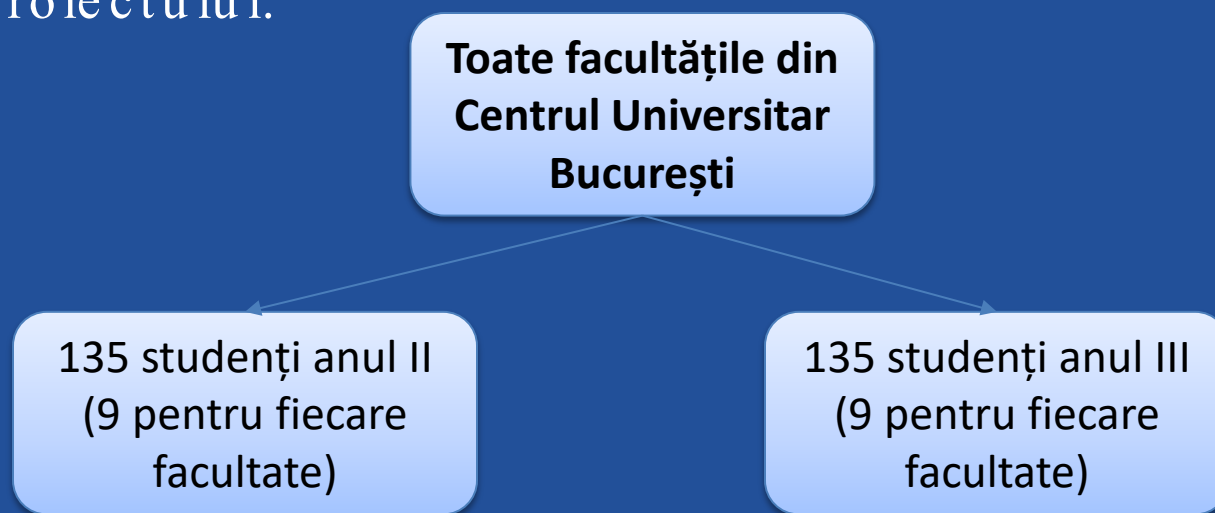 roiectului.
Toate facultățile din
Centrul Universitar
București
135 studenți anul II
(9 pentru fiecare
facultate)
135 studenți anul III
(9 pentru fiecare
facultate)